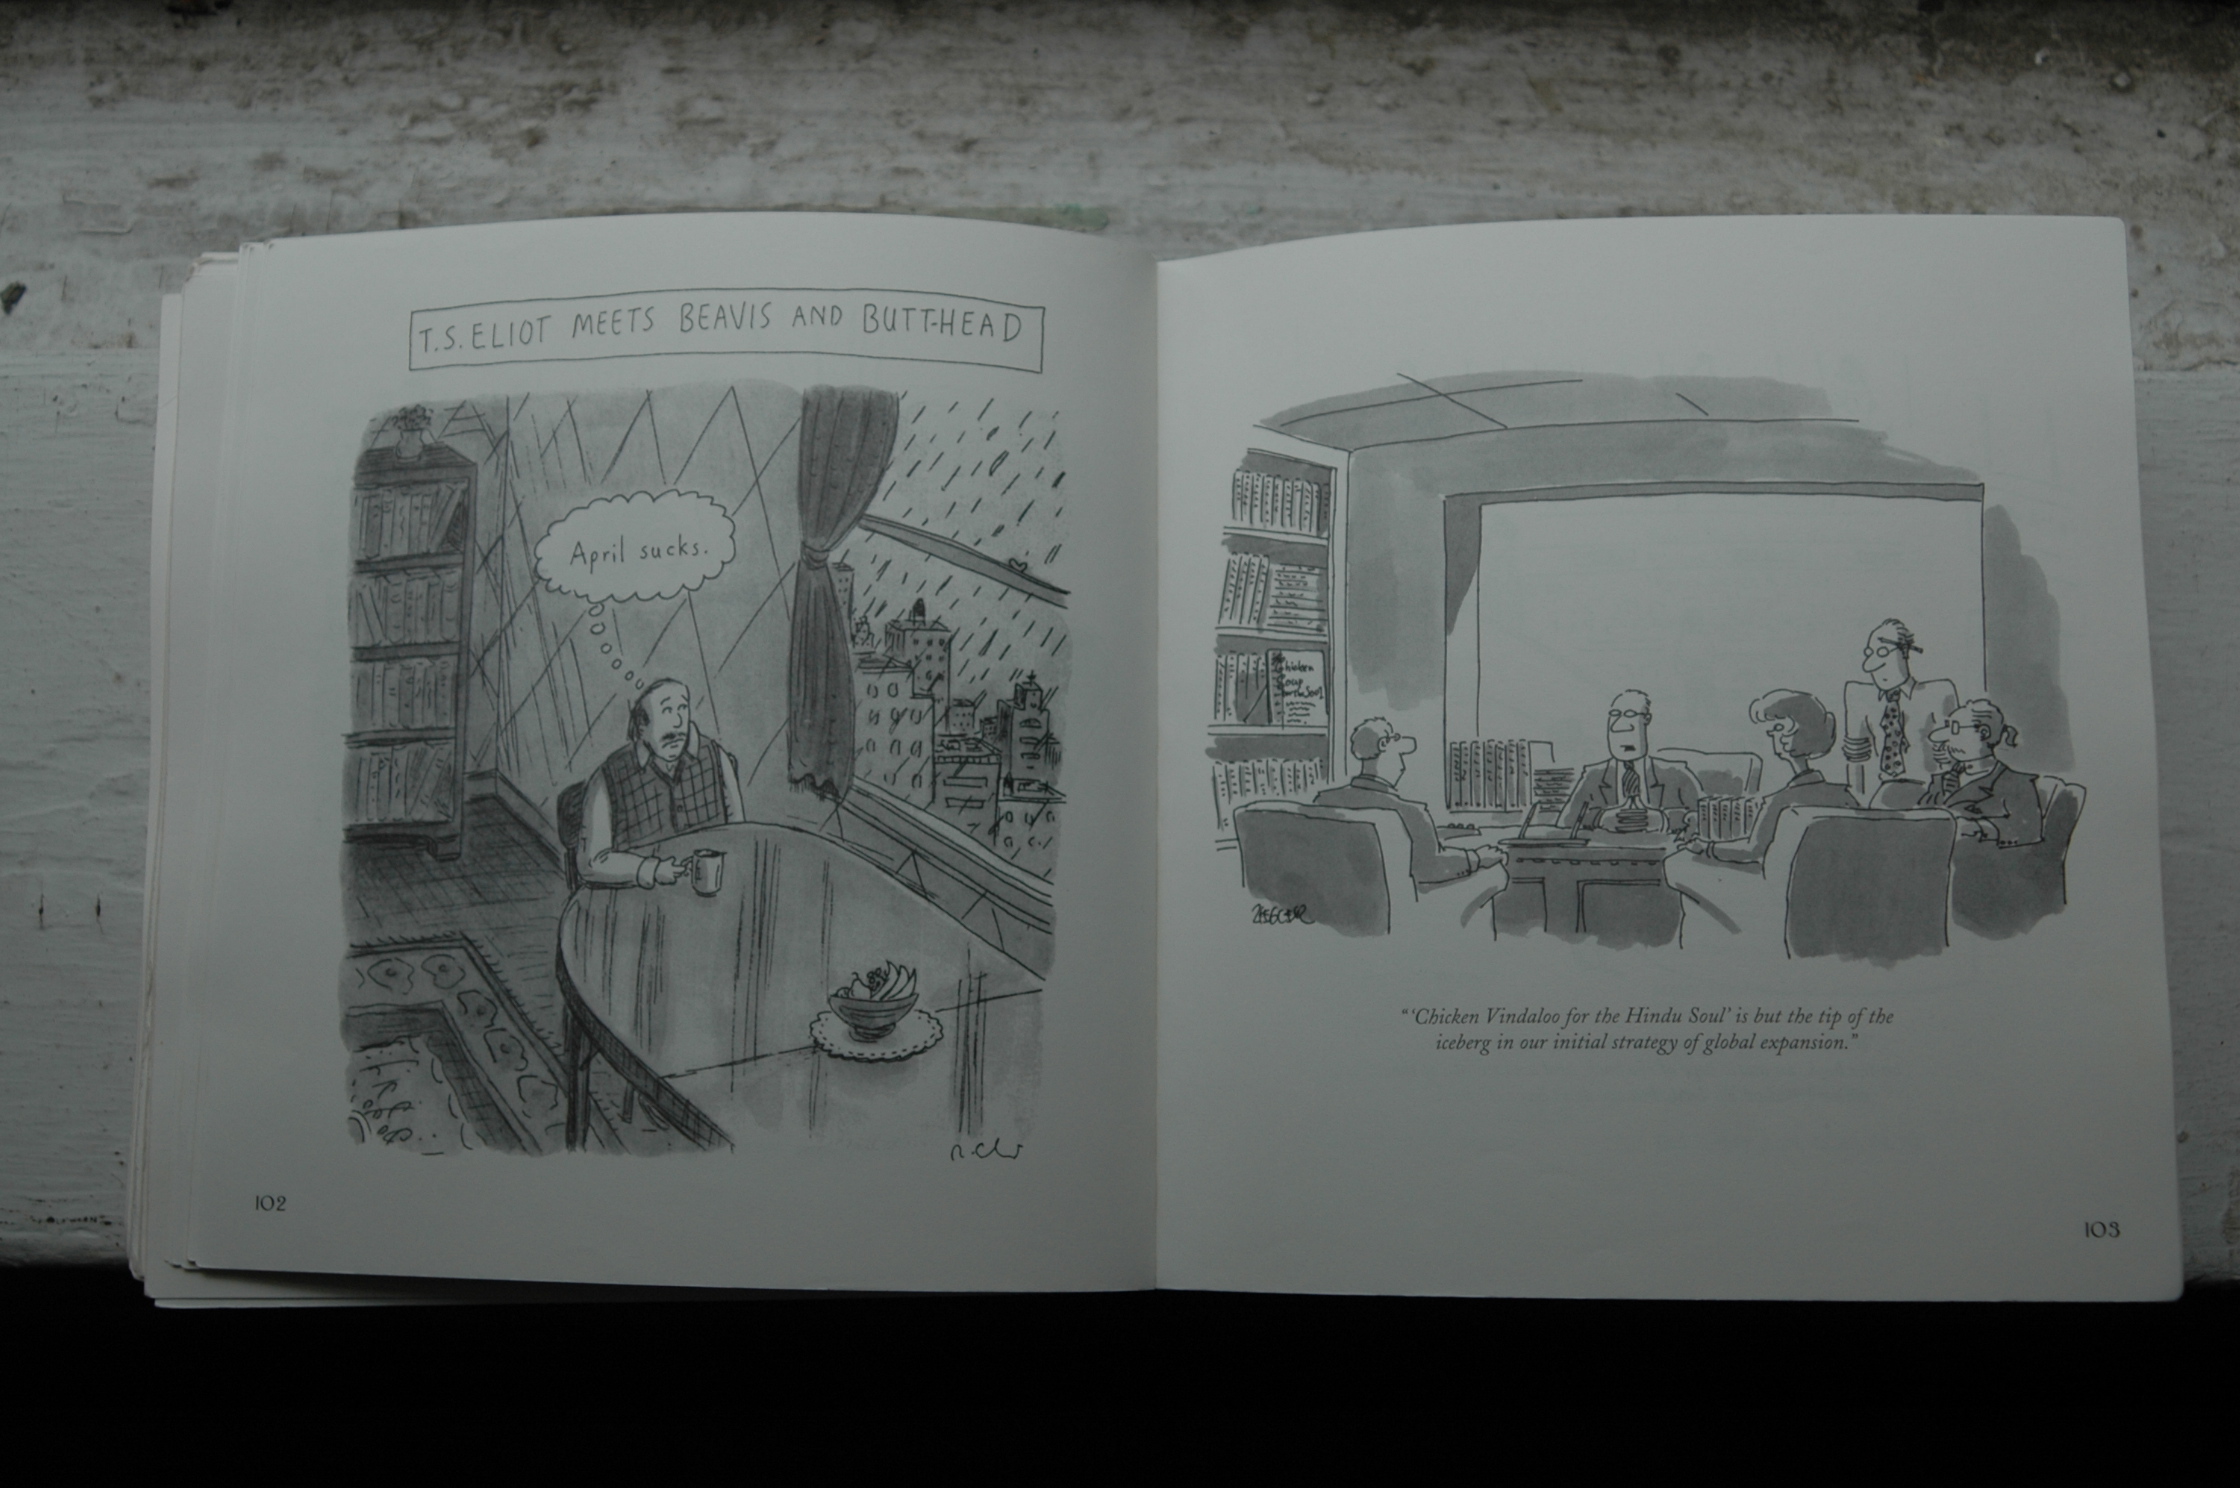 T.S. ELIOT MEETS BEAVIS AND BUTT-HEAD
April sucks.
R. Chast
102
Chicken
Soup
for the Soul
ZIEGLER
“‘Chicken Vindaloo for the Hindu Soul’ is but the tip of the
iceberg in our initial strategy of global expansion.”
103